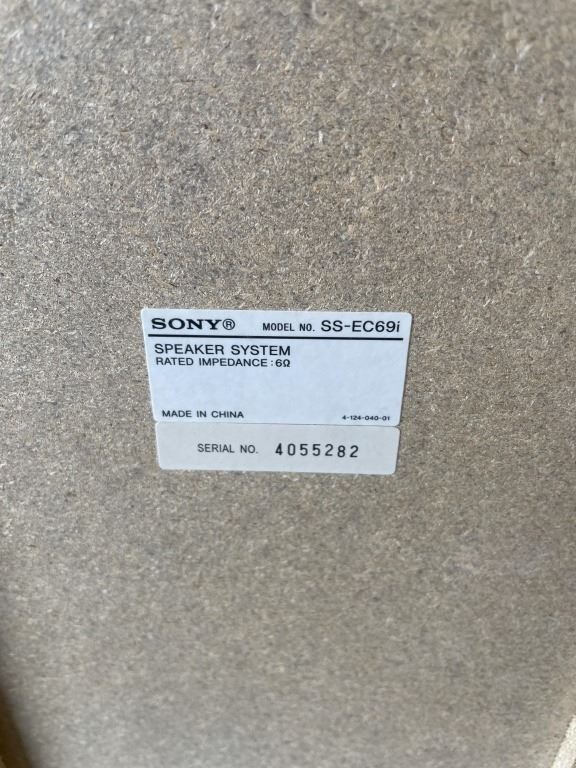 SONY® MODEL NO. SS-EC69i
SPEAKER SYSTEM
RATED IMPEDANCE : 6Ω
MADE IN CHINA 4-124-040-01
SERIAL NO. 4055282